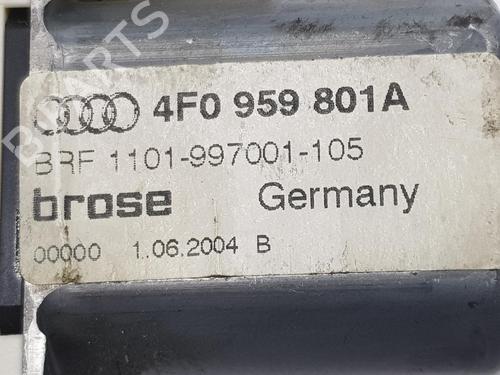 4F0 959 801A
BRF 1101-997001-105
brose Germany
00000 1.06.2004 B